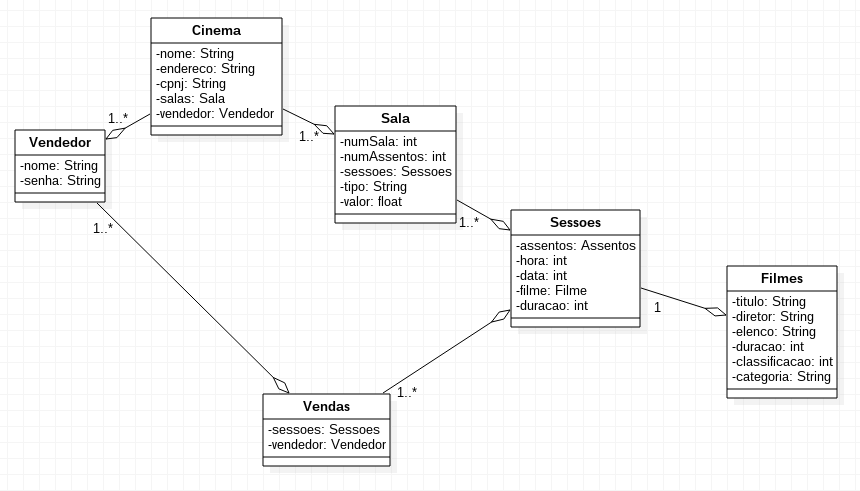 Cinema
-nome: String
-endereco: String
-cpnj: String
-salas: Sala
-vendedor: Vendedor
1..*
Vendedor
-nome: String
-senha: String
1..*
1..*
Sala
-numSala: int
-numAssentos: int
-sessoes: Sessoes
-tipo: String
-valor: float
1..*
Sessoes
-assentos: Assentos
-hora: int
-data: int
-filme: Filme
-duracao: int
1
Filmes
-titulo: String
-diretor: String
-elenco: String
-duracao: int
-classificacao: int
-categoria: String
1..*
Vendas
-sessoes: Sessoes
-vendedor: Vendedor